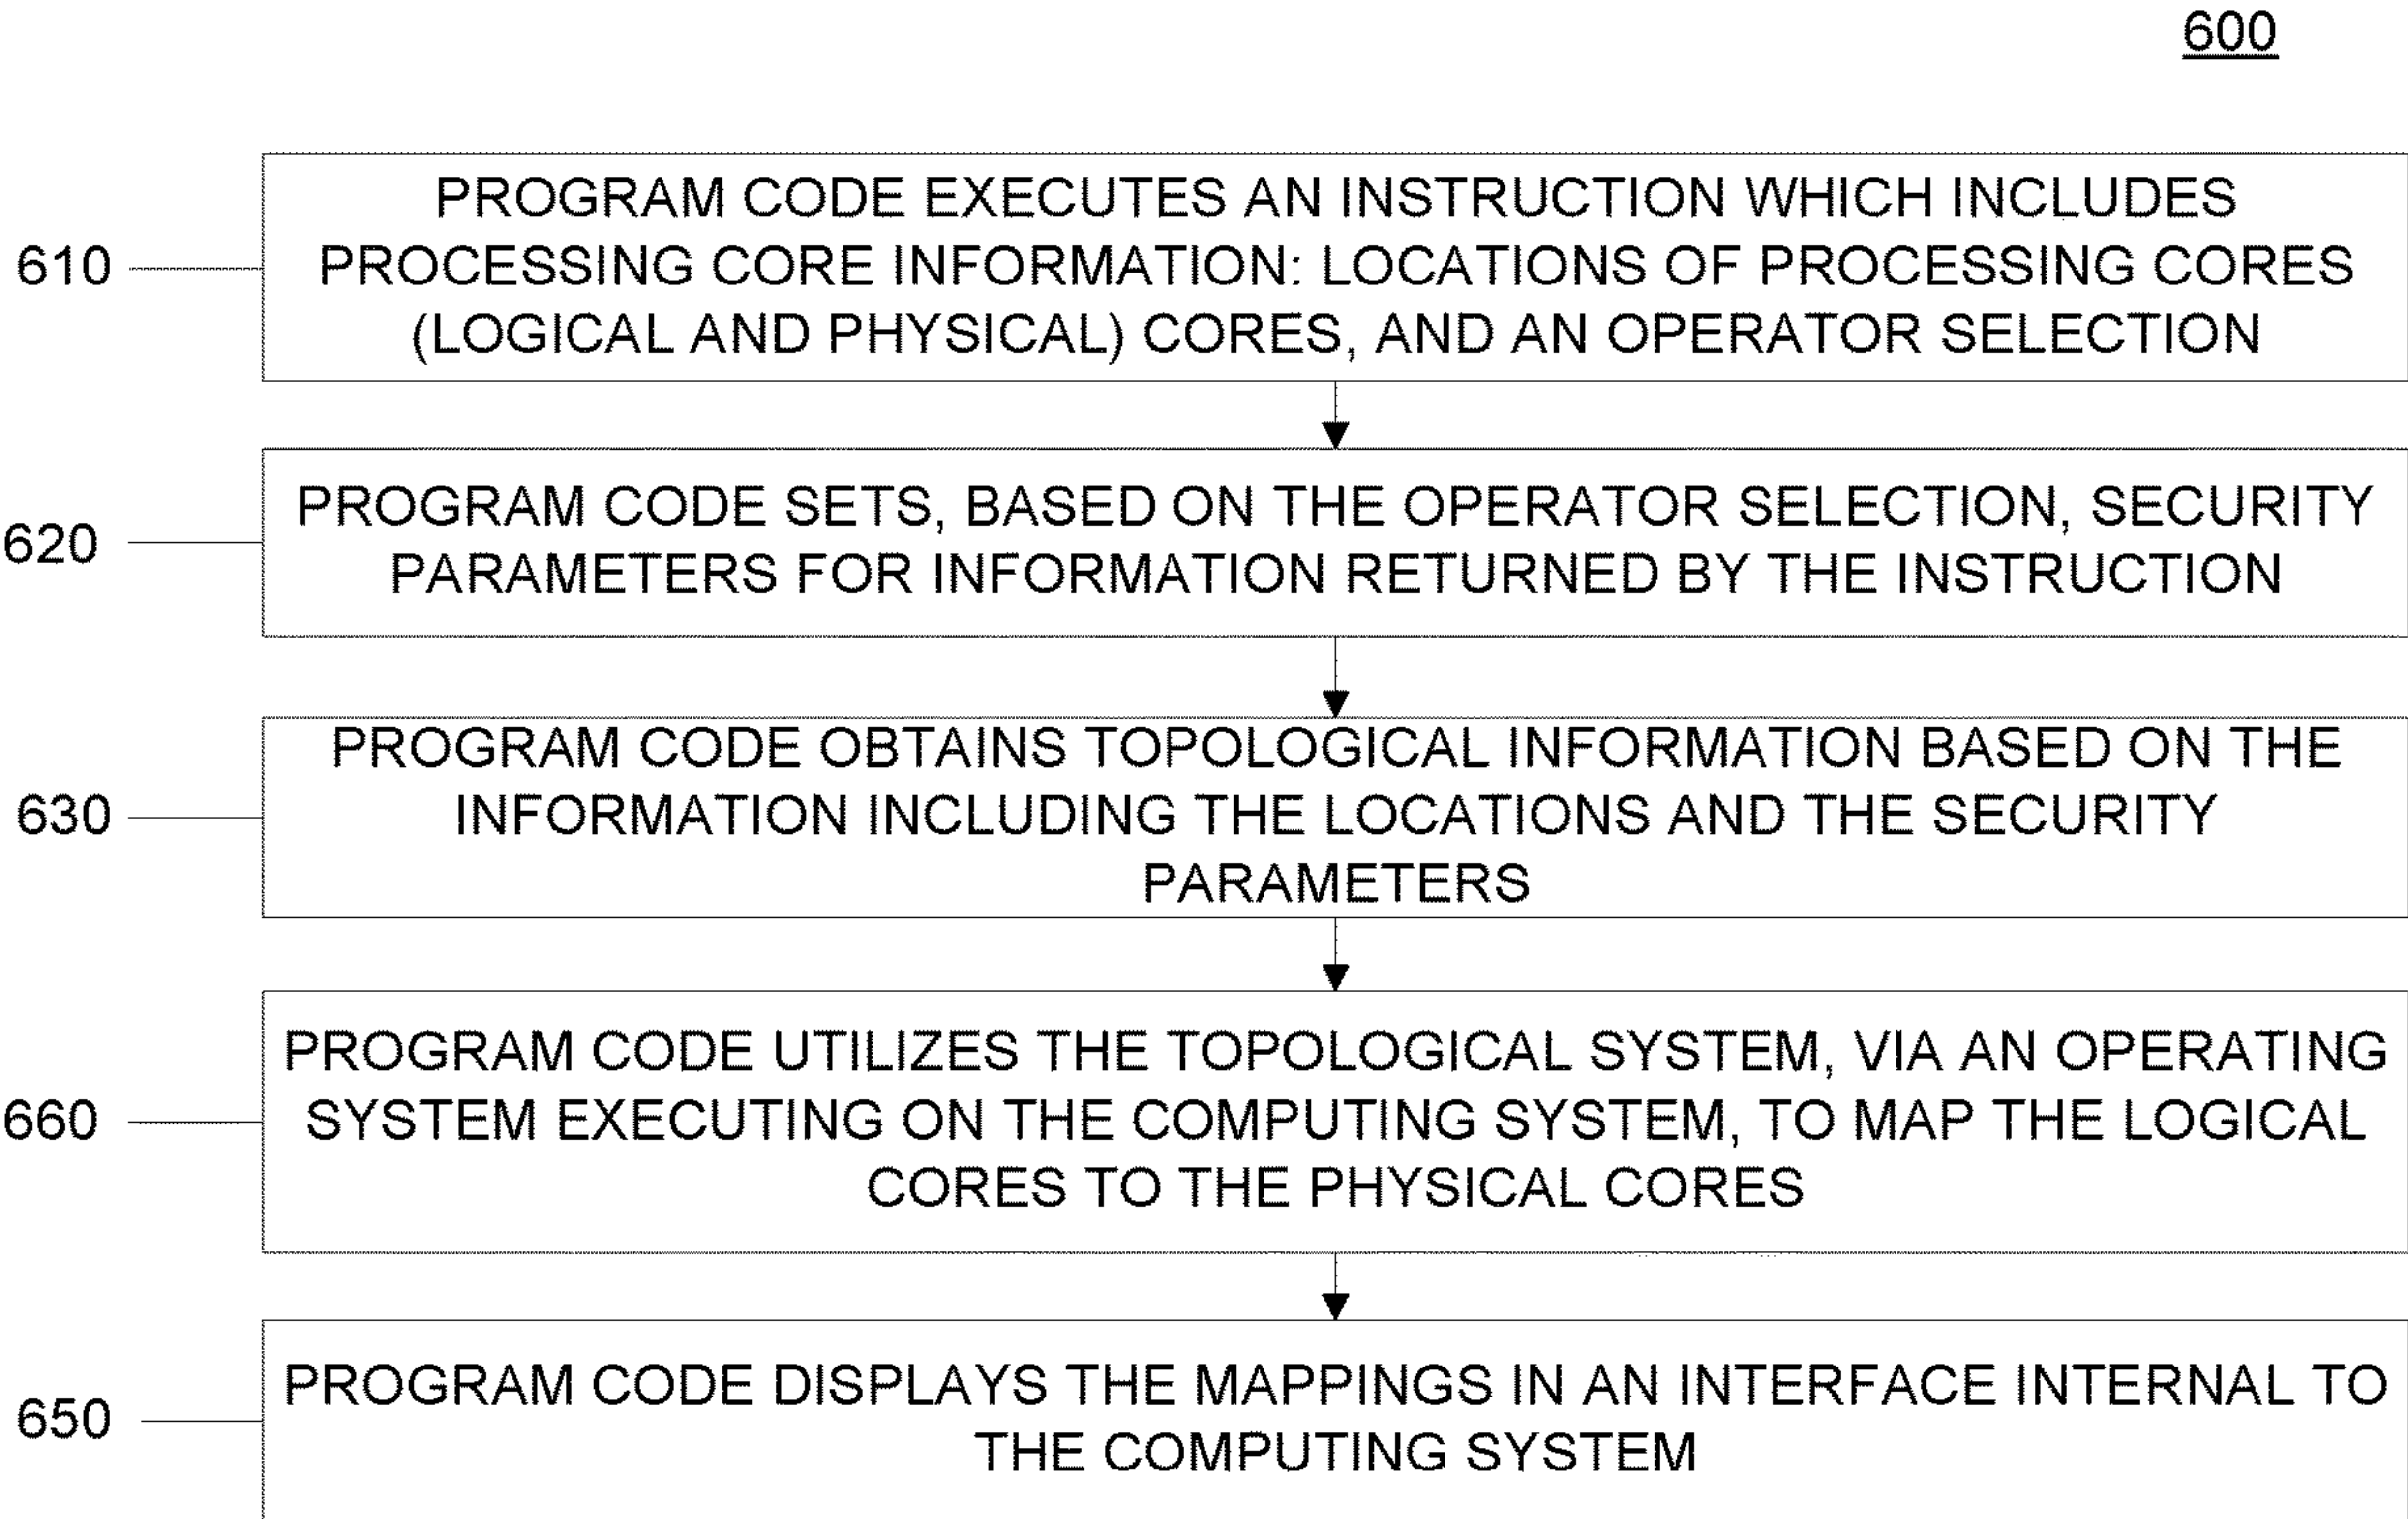 600
610
PROGRAM CODE EXECUTES AN INSTRUCTION WHICH INCLUDES
PROCESSING CORE INFORMATION: LOCATIONS OF PROCESSING CORES
(LOGICAL AND PHYSICAL) CORES, AND AN OPERATOR SELECTION
620
PROGRAM CODE SETS, BASED ON THE OPERATOR SELECTION, SECURITY
PARAMETERS FOR INFORMATION RETURNED BY THE INSTRUCTION
630
PROGRAM CODE OBTAINS TOPOLOGICAL INFORMATION BASED ON THE
INFORMATION INCLUDING THE LOCATIONS AND THE SECURITY
PARAMETERS
660
PROGRAM CODE UTILIZES THE TOPOLOGICAL SYSTEM, VIA AN OPERATING
SYSTEM EXECUTING ON THE COMPUTING SYSTEM, TO MAP THE LOGICAL
CORES TO THE PHYSICAL CORES
650
PROGRAM CODE DISPLAYS THE MAPPINGS IN AN INTERFACE INTERNAL TO
THE COMPUTING SYSTEM